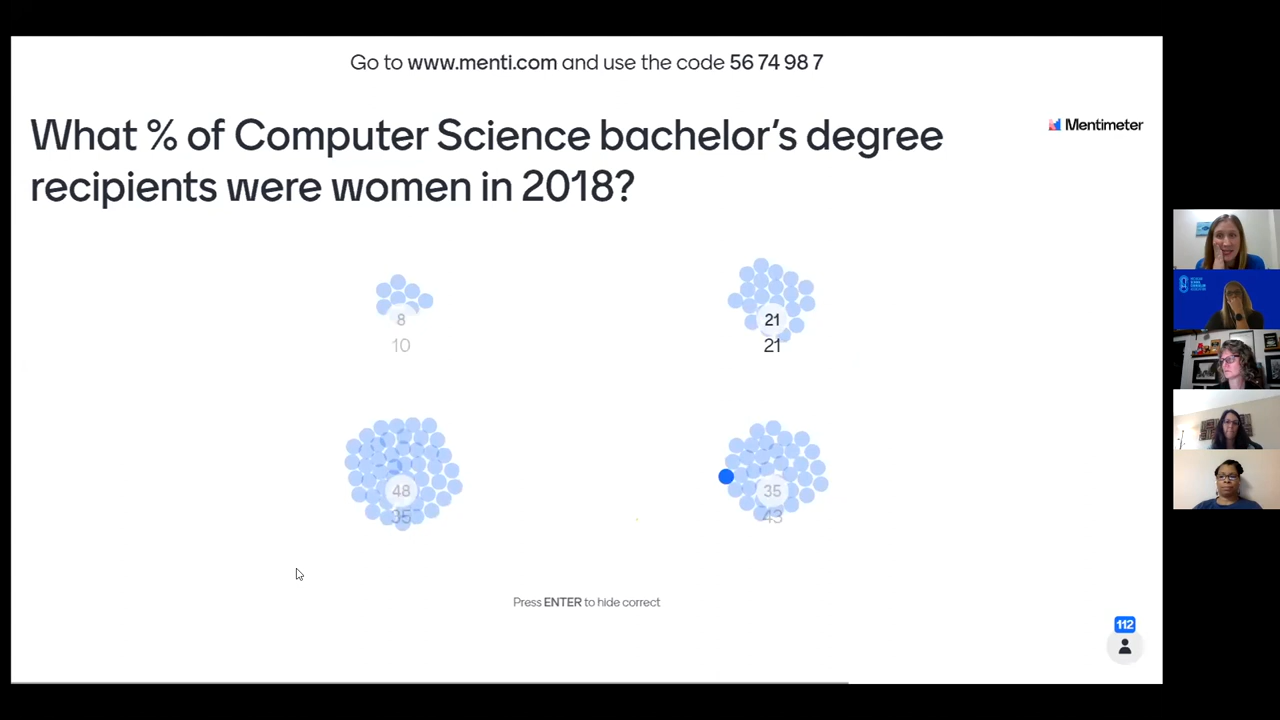 Go to www.menti.com and use the code 56 74 98 7
What % of Computer Science bachelor's degree
recipients were women in 2018?
Mentimeter
8
10
21
21
48
35
35
43
Press ENTER to hide correct
112